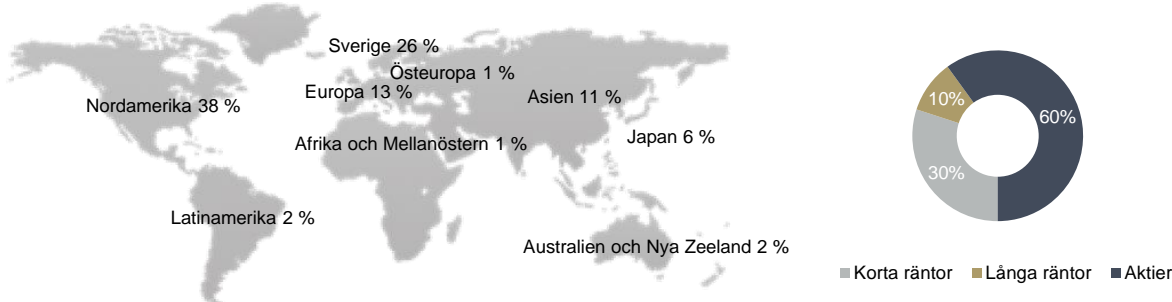 Sverige 26 %
Östeuropa 1 %
Europa 13 %
Asien 11 %
Nordamerika 38 %
Japan 6 %
Afrika och Mellanöstern 1 %
Latinamerika 2 %
Australien och Nya Zeeland 2 %
10%
60%
30%
Korta räntor Långa räntor Aktier